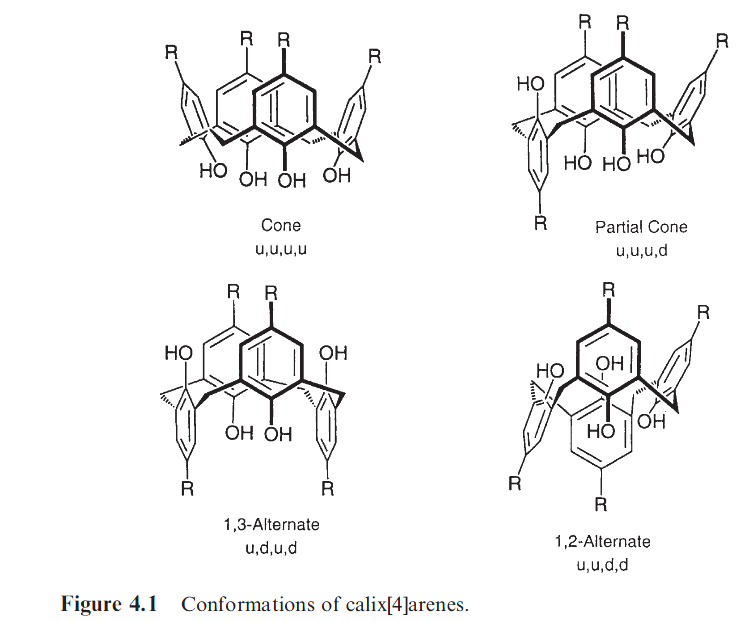 R R R R
HO OH OH OH
Cone
u,u,u,u
R R R
HO
HO HO HO
R
Partial Cone
u,u,u,d
R R
HO OH
OH OH
R R
1,3-Alternate
u,d,u,d
R
R
HO OH
HO OH
R
R
1,2-Alternate
u,u,d,d
Figure 4.1 Conformations of calix[4]arenes.